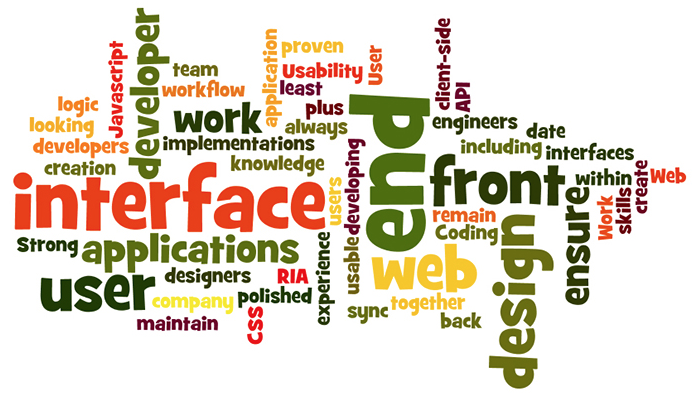 proven
client-side
User
application
Javascript
developer
team
Usability
workflow
least
API
logic
plus
work
looking
always
end
engineers
date
developers
implementations
including
interfaces
creation
knowledge
developing
front
within
Web
create
skills
Work
ensure
interface
users
remain
Coding
design
Strong
applications
experience
usable
web
designers
RIA
user
company
polished
sync
together
back
maintain
CSS